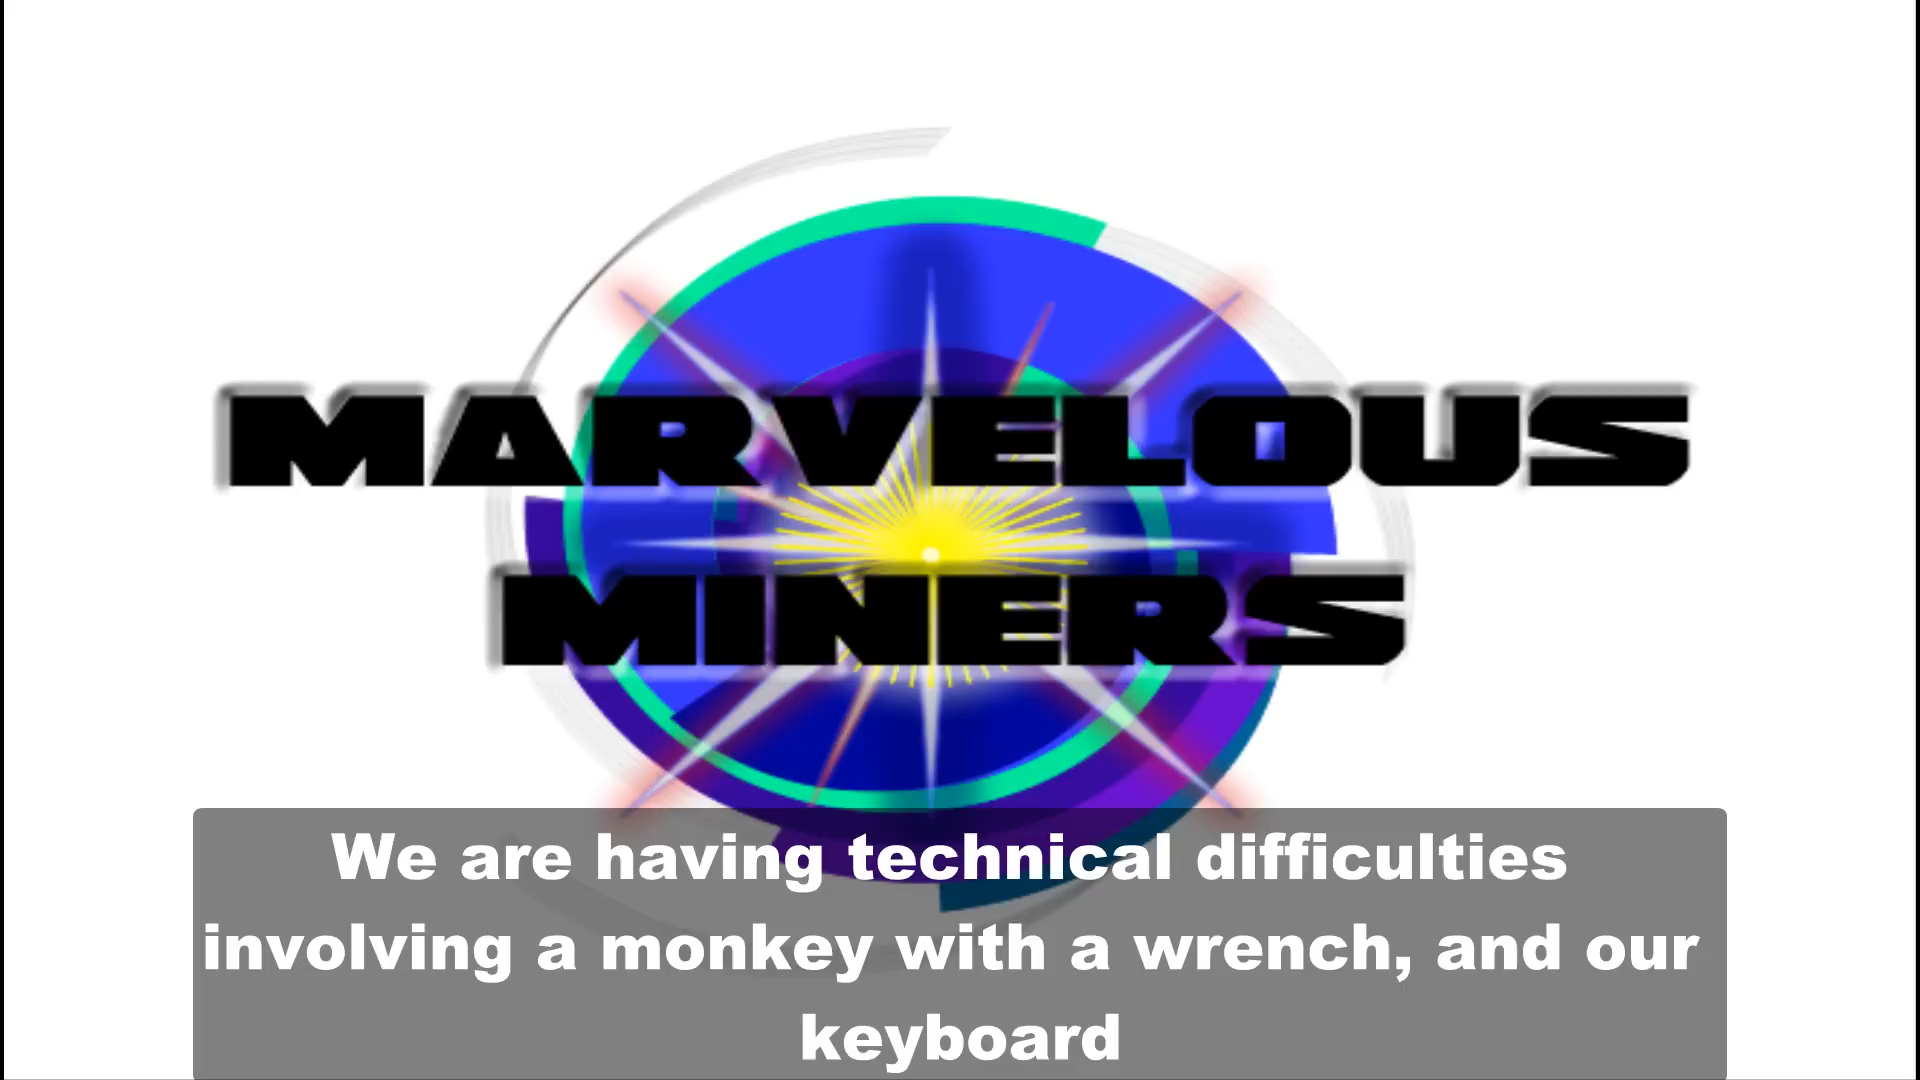 MARVELOUS
MINERS
We are having technical difficulties
involving a monkey with a wrench, and our
keyboard